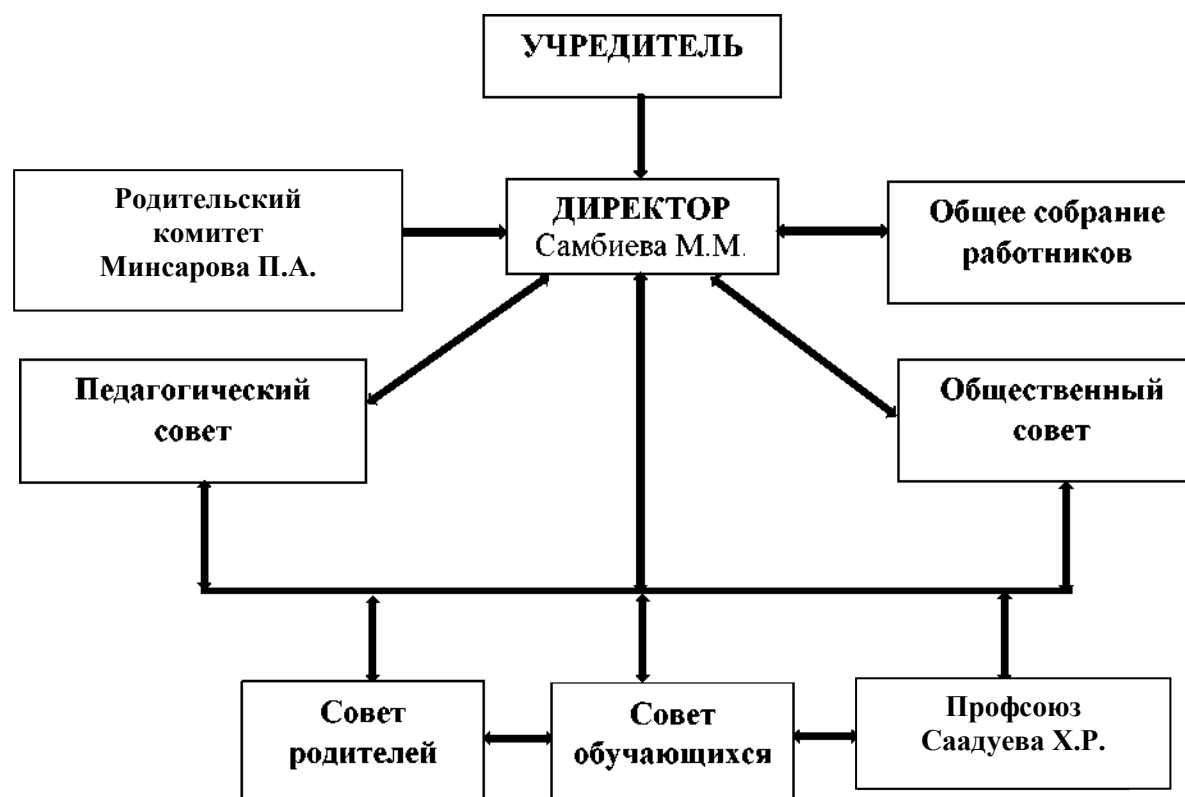 УЧРЕДИТЕЛЬ
Родительский
комитет
Минсарова П.А.
ДИРЕКТОР
Самбиева М.М.
Общее собрание
работников
Педагогический
совет
Общественный
совет
Совет
родителей
Совет
обучающихся
Профсоюз
Саадуева Х.Р.